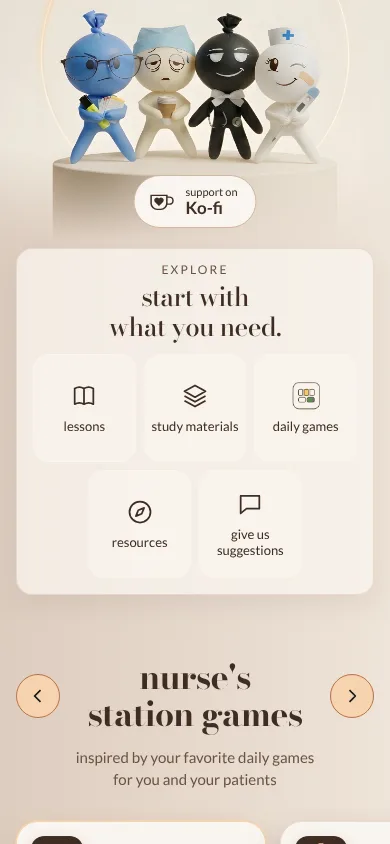 support on
Ko-fi
EXPLORE
start with
what you need.
lessons
study materials
daily games
resources
give us
suggestions
nurse's
station games
inspired by your favorite daily games
for you and your patients